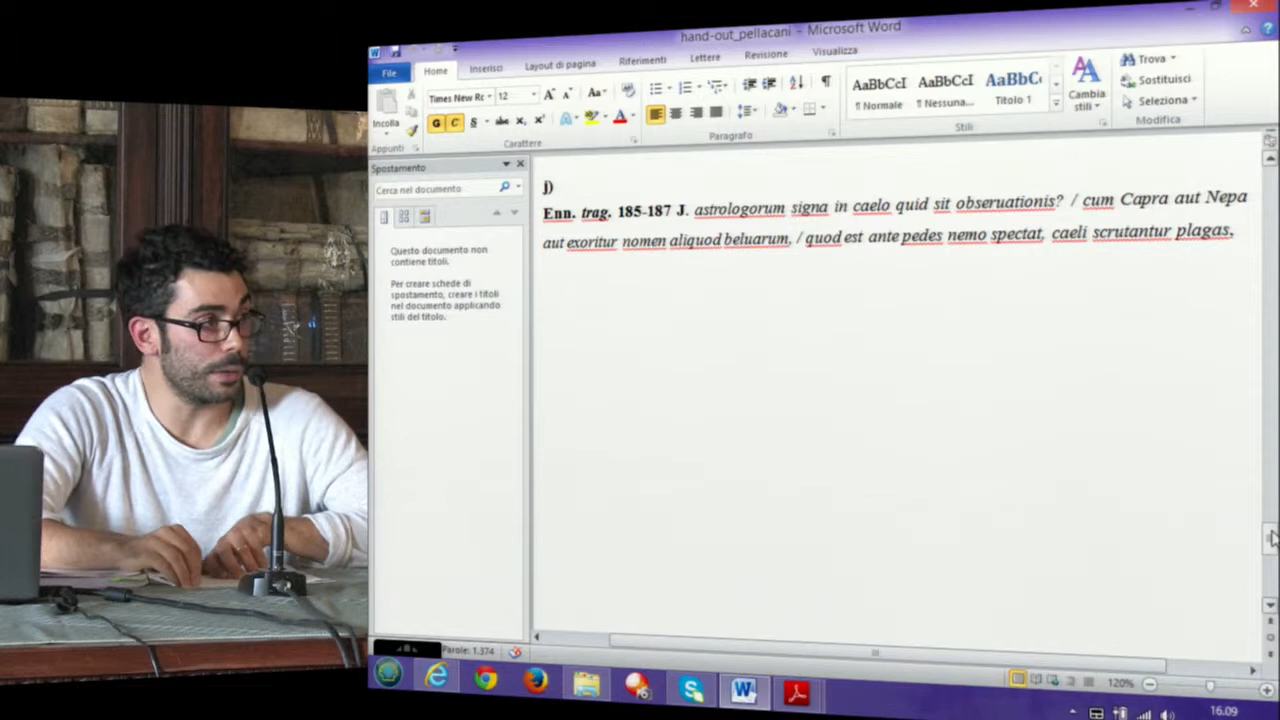 hand-out_pellacani - Microsoft Word
File
Home
Inserisci
Layout di pagina
Riferimenti
Lettere
Revisione
Visualizza
Incolla
Appunti
Times New Ro
12
Carattere
Paragrafo
AaBbCcI
AaBbCcI
AaBbC
¶ Normale
¶ Nessuna...
Titolo 1
Cambia
stili
Stili
Trova
Sostituisci
Seleziona
Modifica
Spostamento
Cerca nel documento
Questo documento non
contiene titoli.
Per creare schede di
spostamento, creare i titoli
nel documento applicando
stili del titolo.
j)
Enn. trag. 185-187 J. astrologorum signa in caelo quid sit obseruationis? / cum Capra aut Nepa
aut exoritur nomen aliquod beluarum, / quod est ante pedes nemo spectat, caeli scrutantur plagas,
Parole: 1.374
120%
16.09